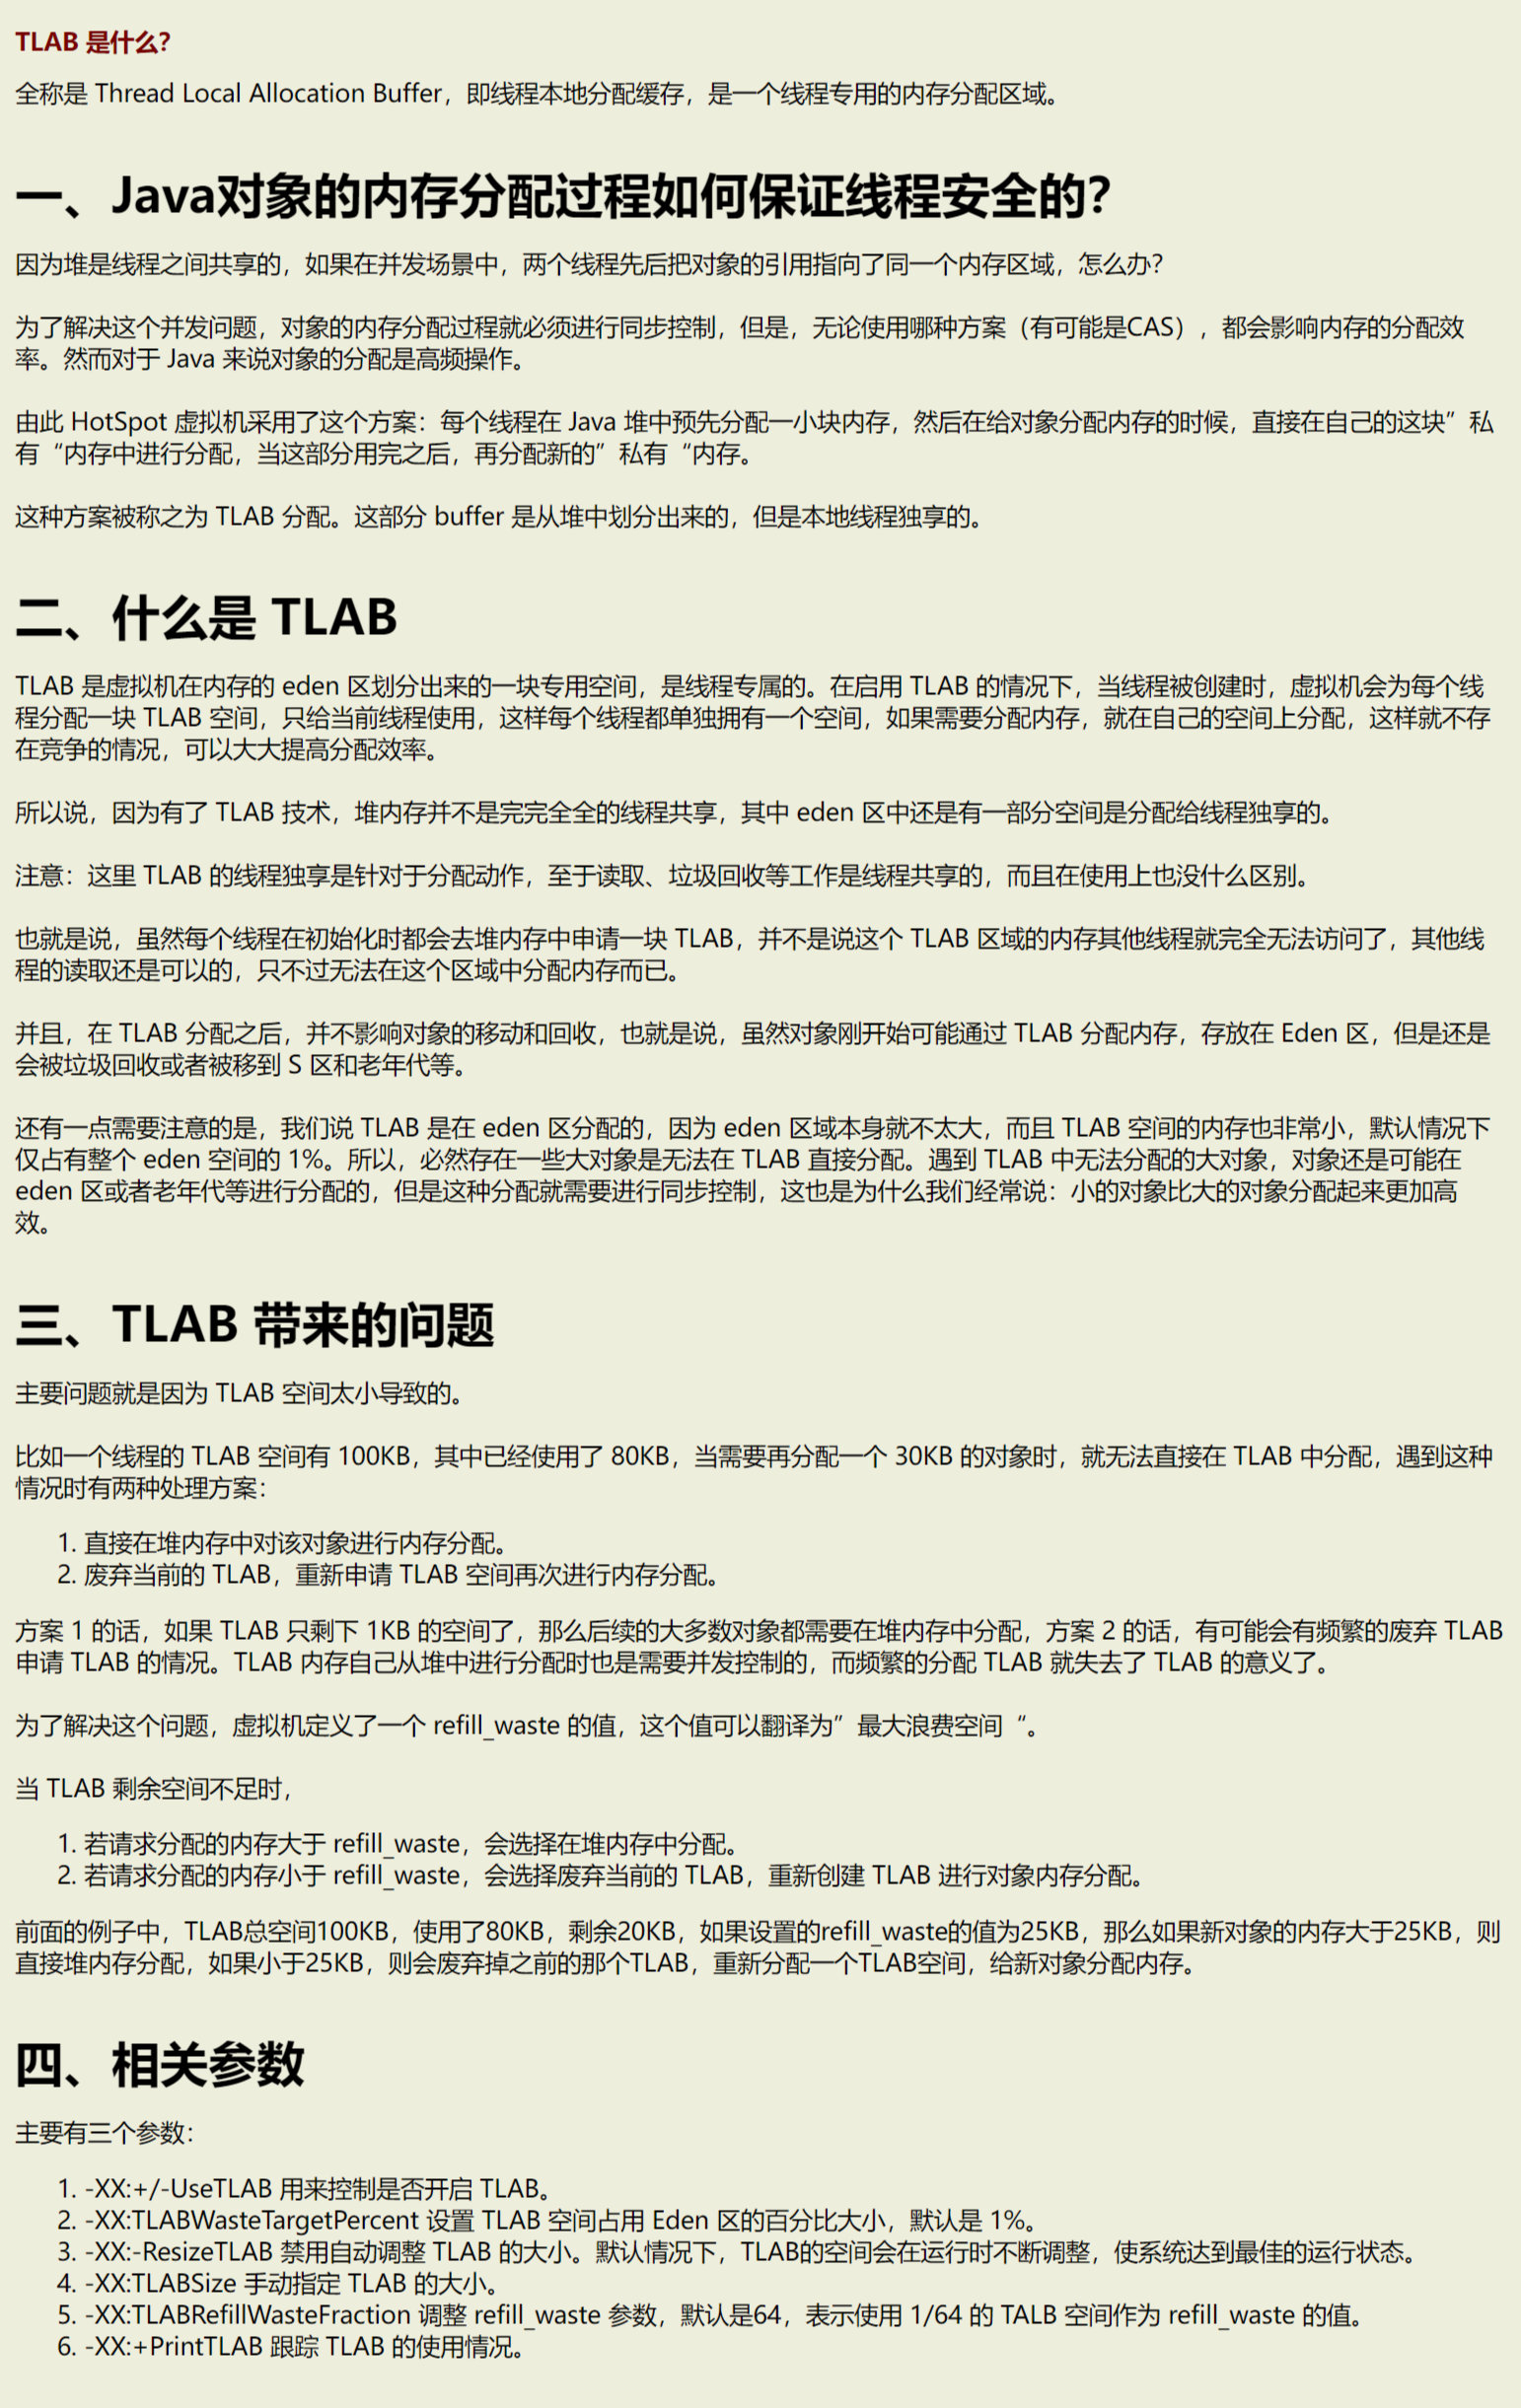 TLAB 是什么？
全称是 Thread Local Allocation Buffer，即线程本地分配缓存，是一个线程专用的内存分配区域。
一、Java对象的内存分配过程如何保证线程安全的？
因为堆是线程之间共享的，如果在并发场景中，两个线程先后把对象的引用指向了同一个内存区域，怎么办？
为了解决这个并发问题，对象的内存分配过程就必须进行同步控制，但是，无论使用哪种方案（有可能是CAS），都会影响内存的分配效
率。然而对于 Java 来说对象的分配是高频操作。
由此 HotSpot 虚拟机采用了这个方案：每个线程在 Java 堆中预先分配一小块内存，然后在给对象分配内存的时候，直接在自己的这块”私
有“内存中进行分配，当这部分用完之后，再分配新的”私有“内存。
这种方案被称之为 TLAB 分配。这部分 buffer 是从堆中划分出来的，但是本地线程独享的。
二、什么是 TLAB
TLAB 是虚拟机在内存的 eden 区划分出来的一块专用空间，是线程专属的。在启用 TLAB 的情况下，当线程被创建时，虚拟机会为每个线
程分配一块 TLAB 空间，只给当前线程使用，这样每个线程都单独拥有一个空间，如果需要分配内存，就在自己的空间上分配，这样就不存
在竞争的情况，可以大大提高分配效率。
所以说，因为有了 TLAB 技术，堆内存并不是完完全全的线程共享，其中 eden 区中还是有一部分空间是分配给线程独享的。
注意：这里 TLAB 的线程独享是针对于分配动作，至于读取、垃圾回收等工作是线程共享的，而且在使用上也没什么区别。
也就是说，虽然每个线程在初始化时都会去堆内存中申请一块 TLAB，并不是说这个 TLAB 区域的内存其他线程就完全无法访问了，其他线
程的读取还是可以的，只不过无法在这个区域中分配内存而已。
并且，在 TLAB 分配之后，并不影响对象的移动和回收，也就是说，虽然对象刚开始可能通过 TLAB 分配内存，存放在 Eden 区，但是还是
会被垃圾回收或者被移到 S 区和老年代等。
还有一点需要注意的是，我们说 TLAB 是在 eden 区分配的，因为 eden 区域本身就不太大，而且 TLAB 空间的内存也非常小，默认情况下
仅占有整个 eden 空间的 1%。所以，必然存在一些大对象是无法在 TLAB 直接分配。遇到 TLAB 中无法分配的大对象，对象还是可能在
eden 区或者老年代等进行分配的，但是这种分配就需要进行同步控制，这也是为什么我们经常说：小的对象比大的对象分配起来更加高
效。
三、TLAB 带来的问题
主要问题就是因为 TLAB 空间太小导致的。
比如一个线程的 TLAB 空间有 100KB，其中已经使用了 80KB，当需要再分配一个 30KB 的对象时，就无法直接在 TLAB 中分配，遇到这种
情况时有两种处理方案：
1. 直接在堆内存中对该对象进行内存分配。
2. 废弃当前的 TLAB，重新申请 TLAB 空间再次进行内存分配。
方案 1 的话，如果 TLAB 只剩下 1KB 的空间了，那么后续的大多数对象都需要在堆内存中分配，方案 2 的话，有可能会有频繁的废弃 TLAB
申请 TLAB 的情况。TLAB 内存自己从堆中进行分配时也是需要并发控制的，而频繁的分配 TLAB 就失去了 TLAB 的意义了。
为了解决这个问题，虚拟机定义了一个 refill_waste 的值，这个值可以翻译为”最大浪费空间“。
当 TLAB 剩余空间不足时，
1. 若请求分配的内存大于 refill_waste，会选择在堆内存中分配。
2. 若请求分配的内存小于 refill_waste，会选择废弃当前的 TLAB，重新创建 TLAB 进行对象内存分配。
前面的例子中，TLAB总空间100KB，使用了80KB，剩余20KB，如果设置的refill_waste的值为25KB，那么如果新对象的内存大于25KB，则
直接堆内存分配，如果小于25KB，则会废弃掉之前的那个TLAB，重新分配一个TLAB空间，给新对象分配内存。
四、相关参数
主要有三个参数：
1. -XX:+/-UseTLAB 用来控制是否开启 TLAB。
2. -XX:TLABWasteTargetPercent 设置 TLAB 空间占用 Eden 区的百分比大小，默认是 1%。
3. -XX:-ResizeTLAB 禁用自动调整 TLAB 的大小。默认情况下，TLAB的空间会在运行时不断调整，使系统达到最佳的运行状态。
4. -XX:TLABSize 手动指定 TLAB 的大小。
5. -XX:TLABRefillWasteFraction 调整 refill_waste 参数，默认是64，表示使用 1/64 的 TALB 空间作为 refill_waste 的值。
6. -XX:+PrintTLAB 跟踪 TLAB 的使用情况。